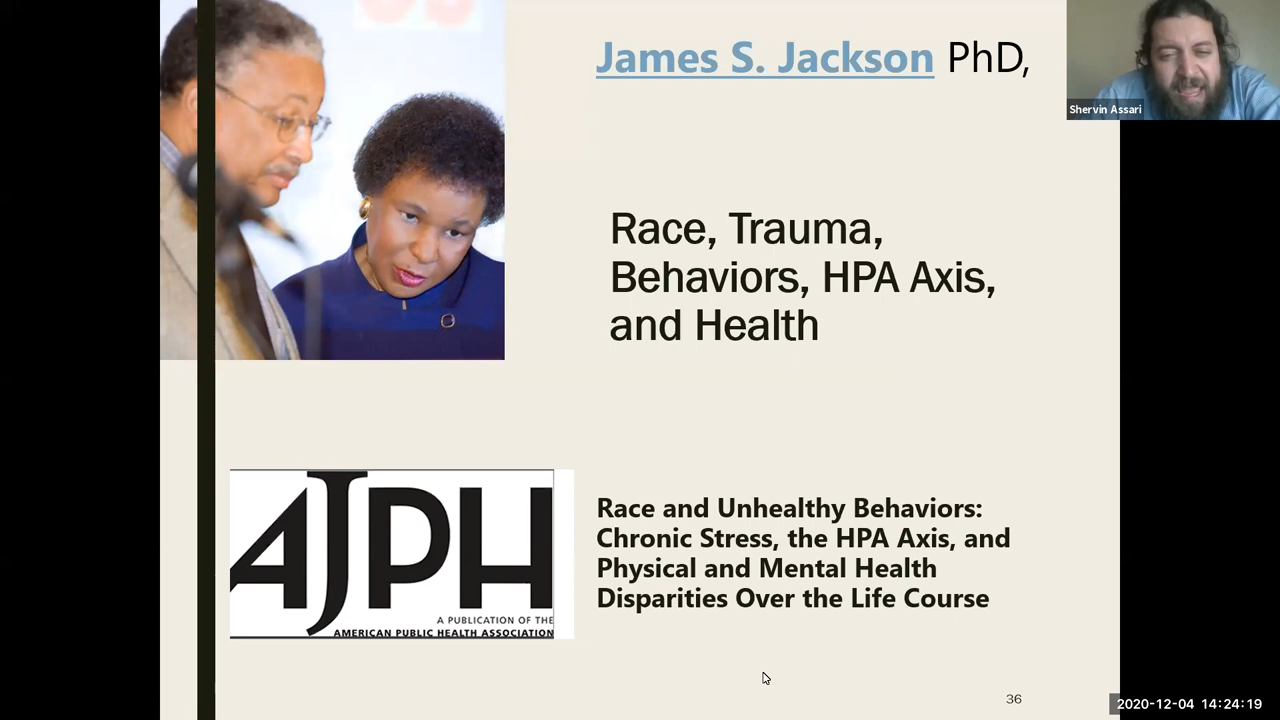 James S. Jackson PhD,
Shervin Assari
Race, Trauma,
Behaviors, HPA Axis,
and Health
AJPH
A PUBLICATION OF THE
AMERICAN PUBLIC HEALTH ASSOCIATION
Race and Unhealthy Behaviors:
Chronic Stress, the HPA Axis, and
Physical and Mental Health
Disparities Over the Life Course
36
2020-12-04 14:24:19